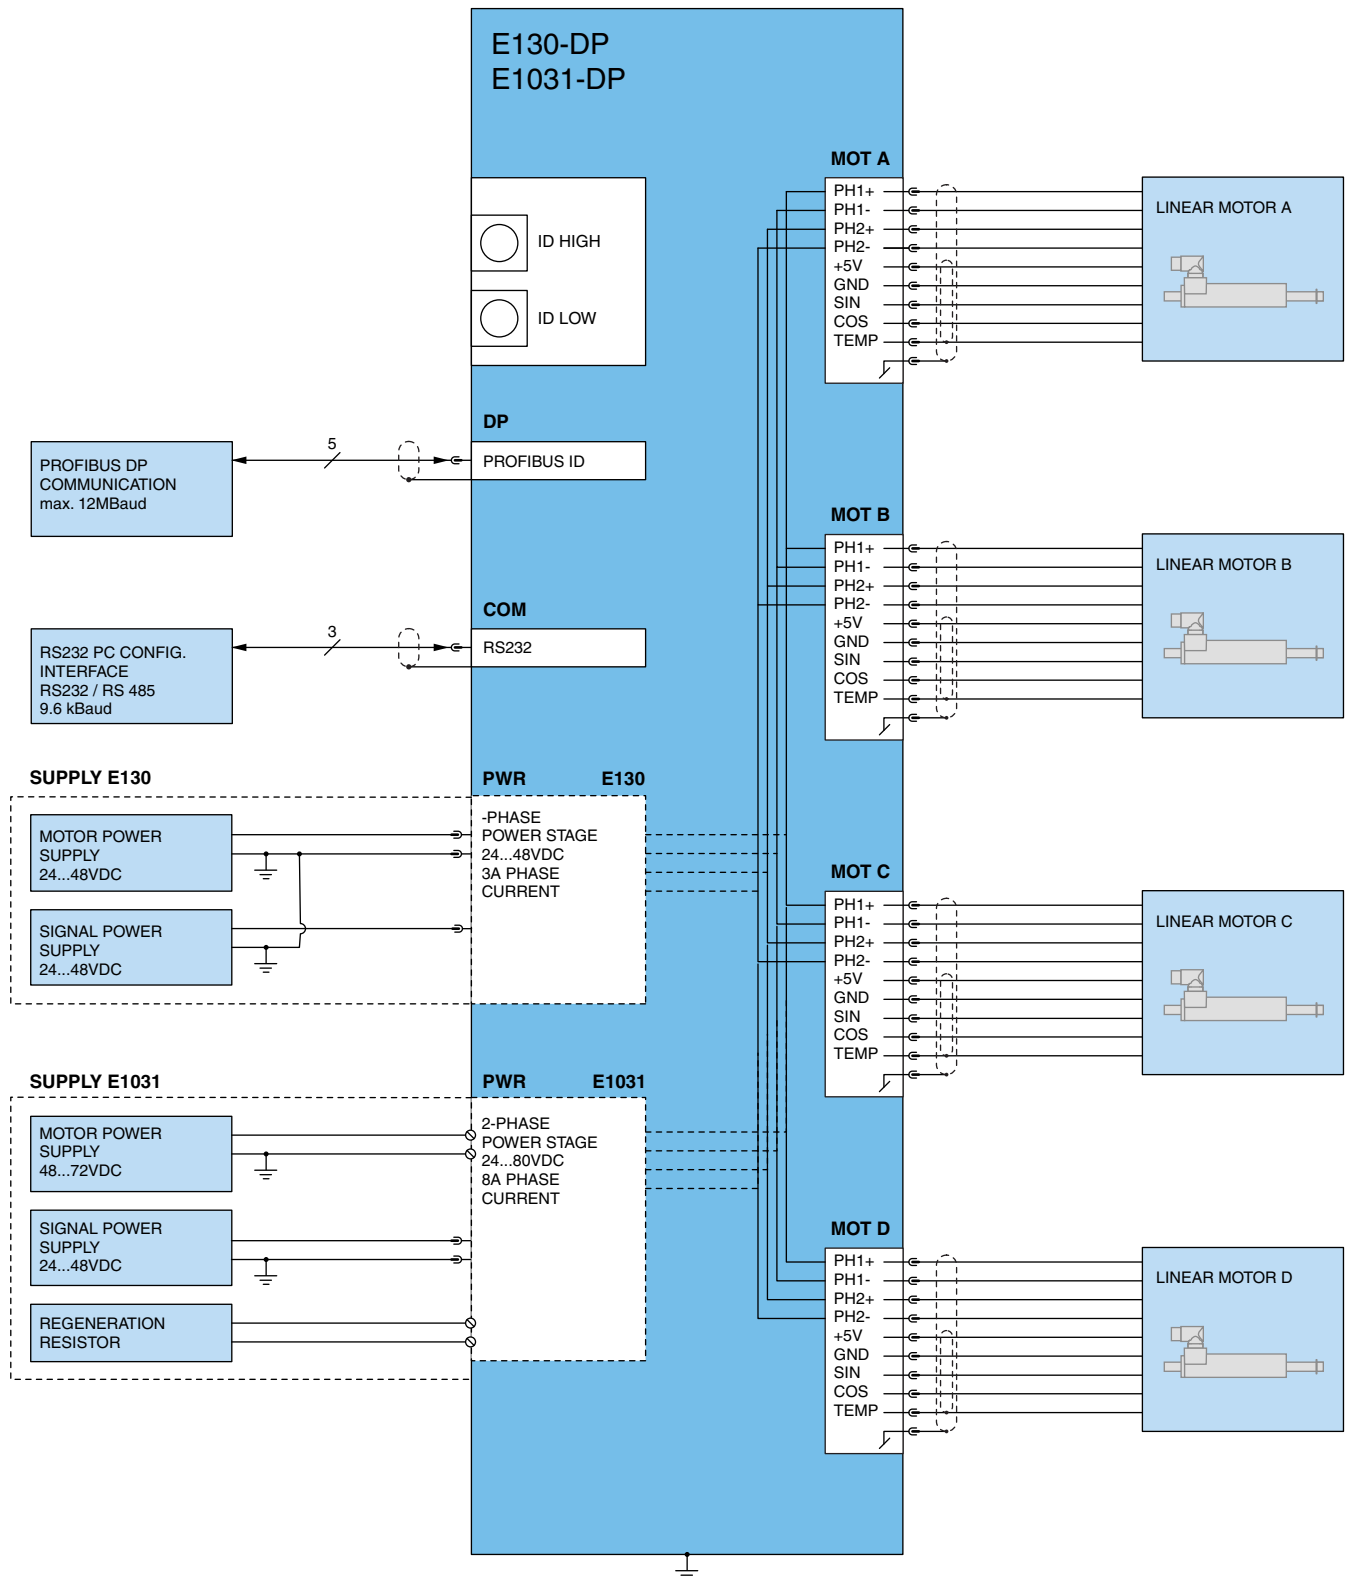 E130-DP
E1031-DP
ID HIGH
ID LOW
DP
PROFIBUS ID
5
PROFIBUS DP
COMMUNICATION
max. 12MBaud
COM
RS232
3
RS232 PC CONFIG.
INTERFACE
RS232 / RS 485
9.6 kBaud
SUPPLY E130
MOTOR POWER
SUPPLY
24...48VDC
SIGNAL POWER
SUPPLY
24...48VDC
PWR E130
-PHASE
POWER STAGE
24...48VDC
3A PHASE
CURRENT
SUPPLY E1031
MOTOR POWER
SUPPLY
48...72VDC
SIGNAL POWER
SUPPLY
24...48VDC
REGENERATION
RESISTOR
PWR E1031
2-PHASE
POWER STAGE
24...80VDC
8A PHASE
CURRENT
MOT A
PH1+
PH1-
PH2+
PH2-
+5V
GND
SIN
COS
TEMP
LINEAR MOTOR A
MOT B
PH1+
PH1-
PH2+
PH2-
+5V
GND
SIN
COS
TEMP
LINEAR MOTOR B
MOT C
PH1+
PH1-
PH2+
PH2-
+5V
GND
SIN
COS
TEMP
LINEAR MOTOR C
MOT D
PH1+
PH1-
PH2+
PH2-
+5V
GND
SIN
COS
TEMP
LINEAR MOTOR D